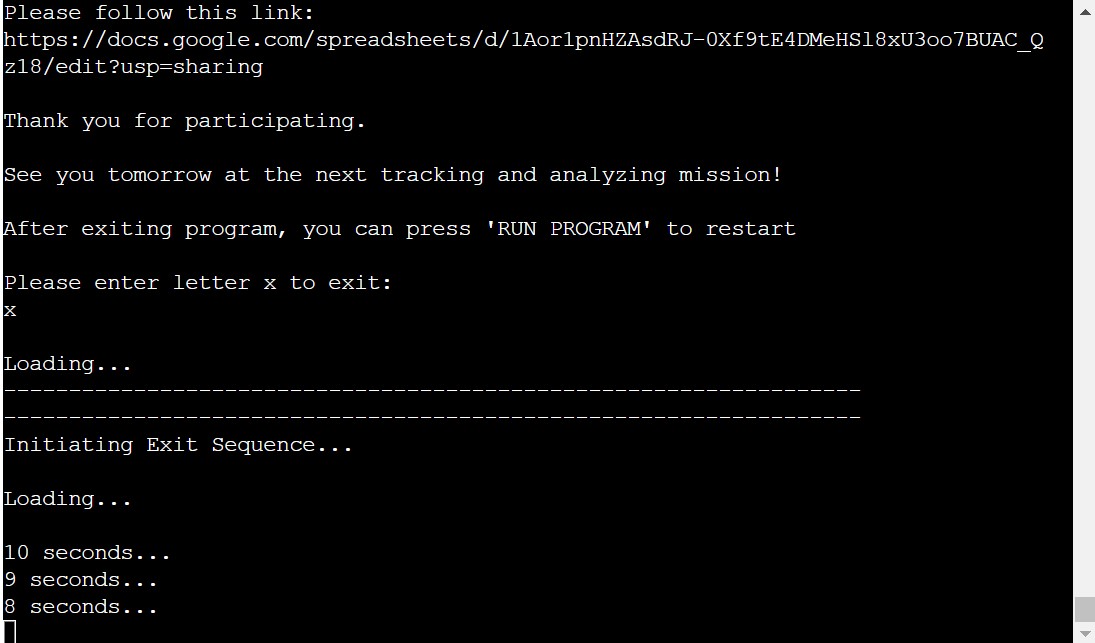 Please follow this link:
https://docs.google.com/spreadsheets/d/1Aor1pnHZAsdRJ-0Xf9tE4DMeHSl8xU3oo7BUAC_Q
z18/edit?usp=sharing
Thank you for participating.
See you tomorrow at the next tracking and analyzing mission!
After exiting program, you can press 'RUN PROGRAM' to restart
Please enter letter x to exit:
x
Loading...
------------------------------------------------------------------
------------------------------------------------------------------
Initiating Exit Sequence...
Loading...
10 seconds...
9 seconds...
8 seconds...